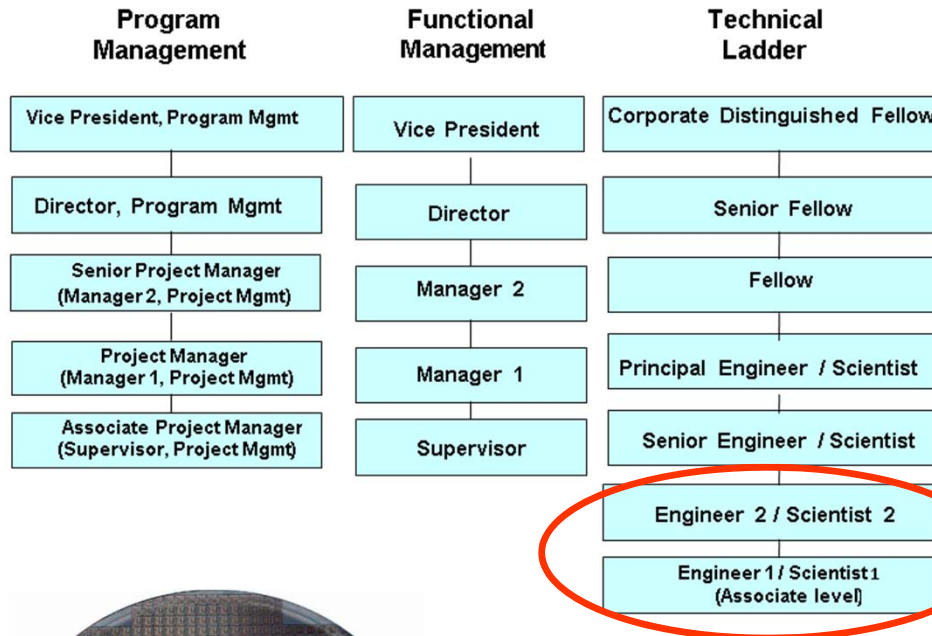 Program
Management
Functional
Management
Technical
Ladder
Vice President, Program Mgmt
Director, Program Mgmt
Senior Project Manager
(Manager 2, Project Mgmt)
Project Manager
(Manager 1, Project Mgmt)
Associate Project Manager
(Supervisor, Project Mgmt)
Vice President
Director
Manager 2
Manager 1
Supervisor
Corporate Distinguished Fellow
Senior Fellow
Fellow
Principal Engineer / Scientist
Senior Engineer / Scientist
Engineer 2 / Scientist 2
Engineer 1 / Scientist 1
(Associate level)